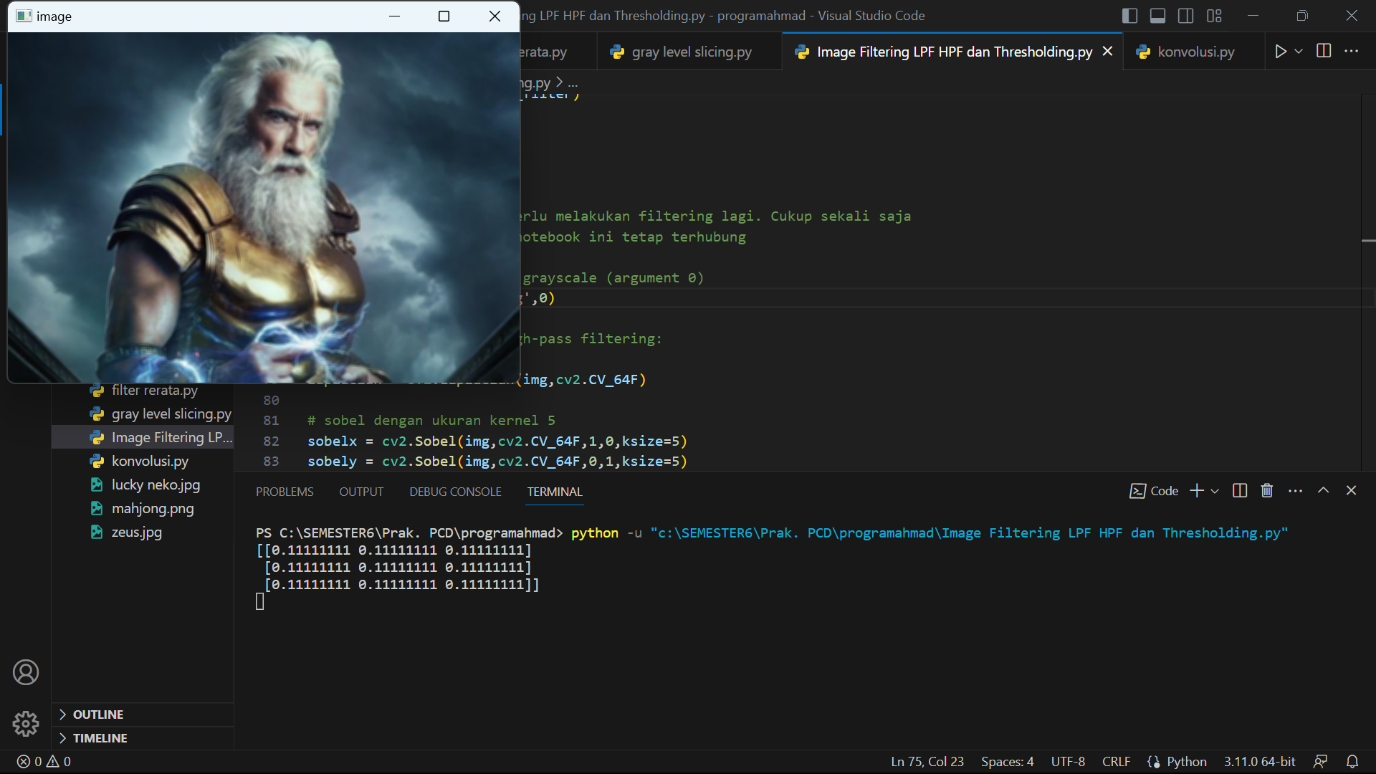 image
ng LPF HPF dan Thresholding.py - programahmad - Visual Studio Code
erata.py
gray level slicing.py
Image Filtering LPF HPF dan Thresholding.py
konvolusi.py
ng.py > ...
_filter)
erlu melakukan filtering lagi. Cukup sekali saja
notebook ini tetap terhubung
grayscale (argument 0)
g',0)
gh-pass filtering:
(img,cv2.CV_64F)
80
81 # sobel dengan ukuran kernel 5
82 sobelx = cv2.Sobel(img,cv2.CV_64F,1,0,ksize=5)
83 sobely = cv2.Sobel(img,cv2.CV_64F,0,1,ksize=5)
filter rerata.py
gray level slicing.py
Image Filtering LP...
konvolusi.py
lucky neko.jpg
mahjong.png
zeus.jpg
OUTLINE
TIMELINE
PROBLEMS OUTPUT DEBUG CONSOLE TERMINAL
Code
PS C:\SEMESTER6\Prak. PCD\programahmad> python -u "c:\SEMESTER6\Prak. PCD\programahmad\Image Filtering LPF HPF dan Thresholding.py"
[[0.11111111 0.11111111 0.11111111]
[0.11111111 0.11111111 0.11111111]
[0.11111111 0.11111111 0.11111111]]
0 0
Ln 75, Col 23 Spaces: 4 UTF-8 CRLF Python 3.11.0 64-bit